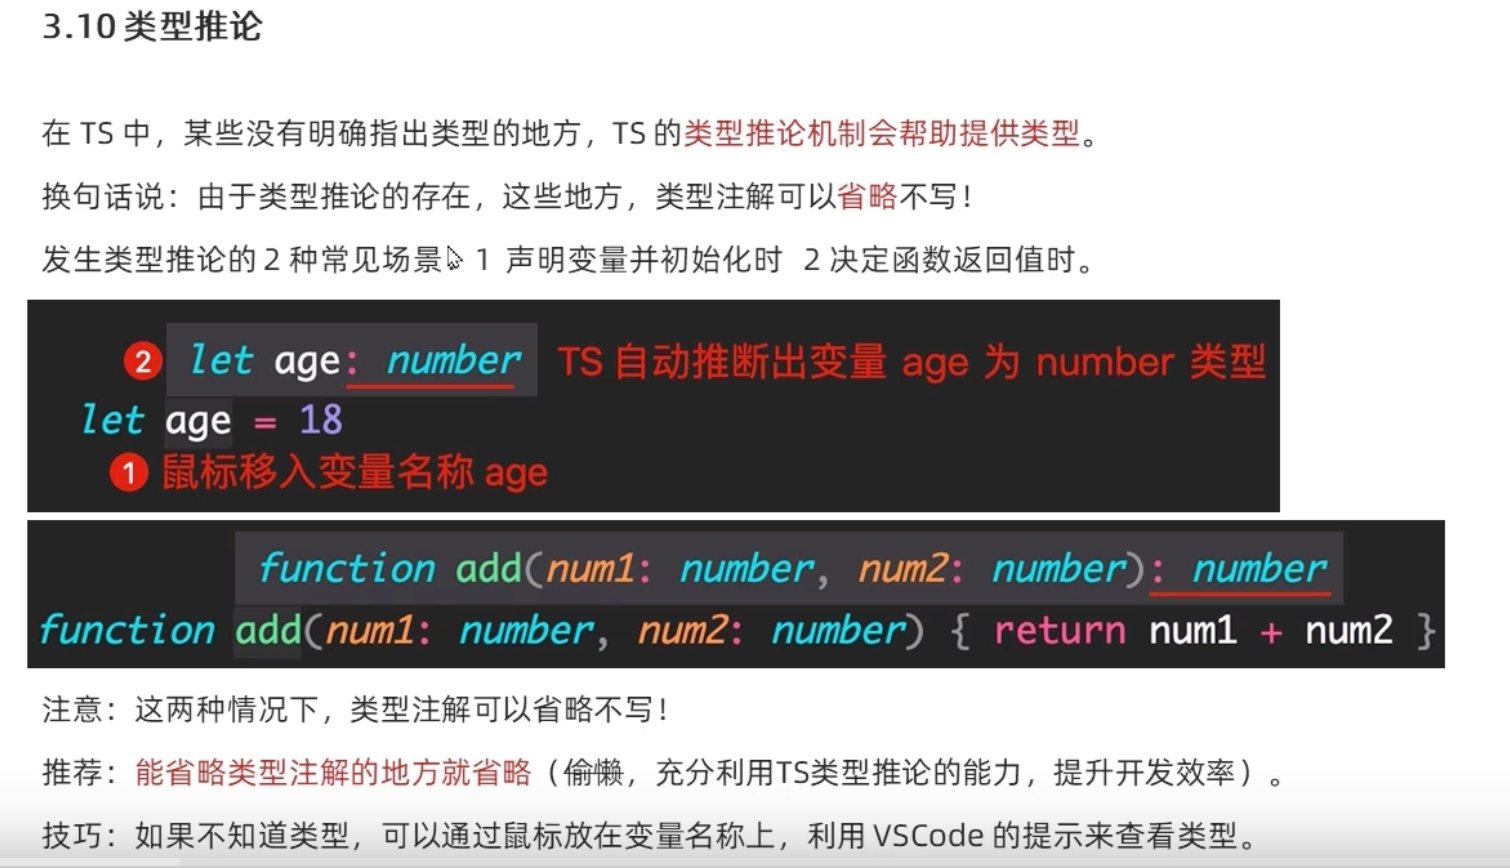 3.10 类型推论
在 TS 中，某些没有明确指出类型的地方，TS 的类型推论机制会帮助提供类型。
换句话说：由于类型推论的存在，这些地方，类型注解可以省略不写！
发生类型推论的 2 种常见场景 1 声明变量并初始化时 2 决定函数返回值时。
2 let age: number TS 自动推断出变量 age 为 number 类型
let age = 18
1 鼠标移入变量名称 age
function add(num1: number, num2: number): number
function add(num1: number, num2: number) { return num1 + num2 }
注意：这两种情况下，类型注解可以省略不写！
推荐：能省略类型注解的地方就省略（偷懒，充分利用TS类型推论的能力，提升开发效率）。
技巧：如果不知道类型，可以通过鼠标放在变量名称上，利用 VSCode 的提示来查看类型。